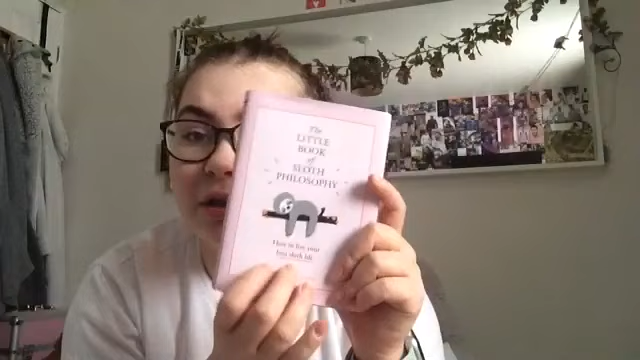 The
LITTLE
BOOK
of
SLOTH
PHILOSOPHY
How to live your
best sloth life